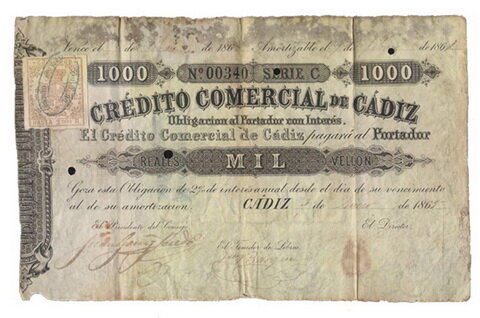 Vence el de de 186 Amortizable el de de 186
1000 Nº 00340 SERIE C 1000
CRÉDITO COMERCIAL DE CÁDIZ
Obligacion al Portador con Interés.
El Crédito Comercial de Cádiz pagará al Portador
REALES MIL VELLON
Goza esta Obligacion de 2% de interes anual desde el dia de su vencimiento
al de su amortizacion. CÁDIZ de de 186
El Presidente del Consejo El Director.
El Tenedor de Libros